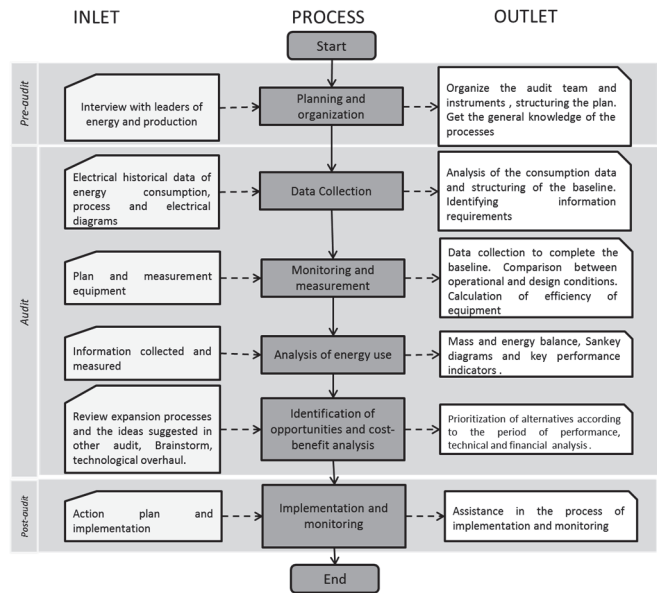 INLET
PROCESS
OUTLET
Start
Pre-audit
Interview with leaders of
energy and production
Planning and
organization
Organize the audit team and
instruments , structuring the plan.
Get the general knowledge of the
processes
Audit
Electrical historical data of
energy consumption,
process and electrical
diagrams
Data Collection
Analysis of the consumption data
and structuring of the baseline.
Identifying information
requirements
Plan and measurement
equipment
Monitoring and
measurement
Data collection to complete the
baseline. Comparison between
operational and design conditions.
Calculation of efficiency of
equipment
Information collected and
measured
Analysis of energy use
Mass and energy balance, Sankey
diagrams and key performance
indicators .
Review expansion processes
and the ideas suggested in
other audit, Brainstorm,
technological overhaul.
Identification of
opportunities and cost-
benefit analysis
Prioritization of alternatives according
to the period of performance,
technical and financial analysis .
Post-audit
Action plan and
implementation
Implementation and
monitoring
Assistance in the process of
implementation and monitoring
End